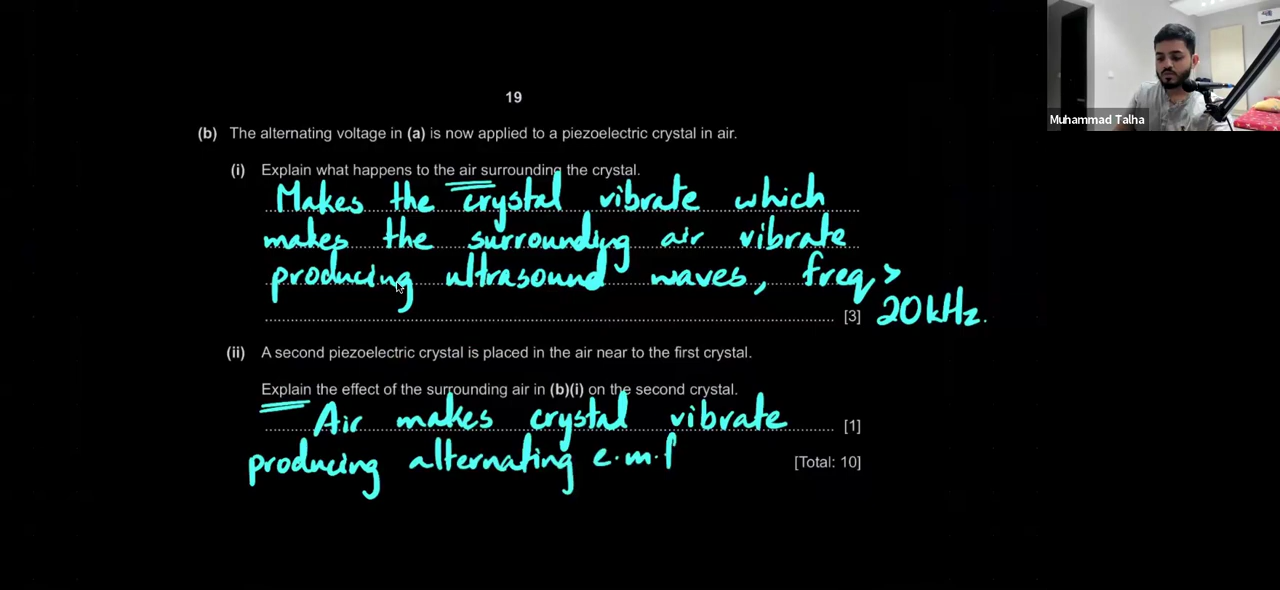 Muhammad Talha
19
(b) The alternating voltage in (a) is now applied to a piezoelectric crystal in air.
(i) Explain what happens to the air surrounding the crystal.
Makes the crystal vibrate which
makes the surrounding air vibrate
producing ultrasound waves, freq >
20kHz.
[3]
(ii) A second piezoelectric crystal is placed in the air near to the first crystal.
Explain the effect of the surrounding air in (b)(i) on the second crystal.
Air makes crystal vibrate [1]
producing alternating e.m.f
[Total: 10]